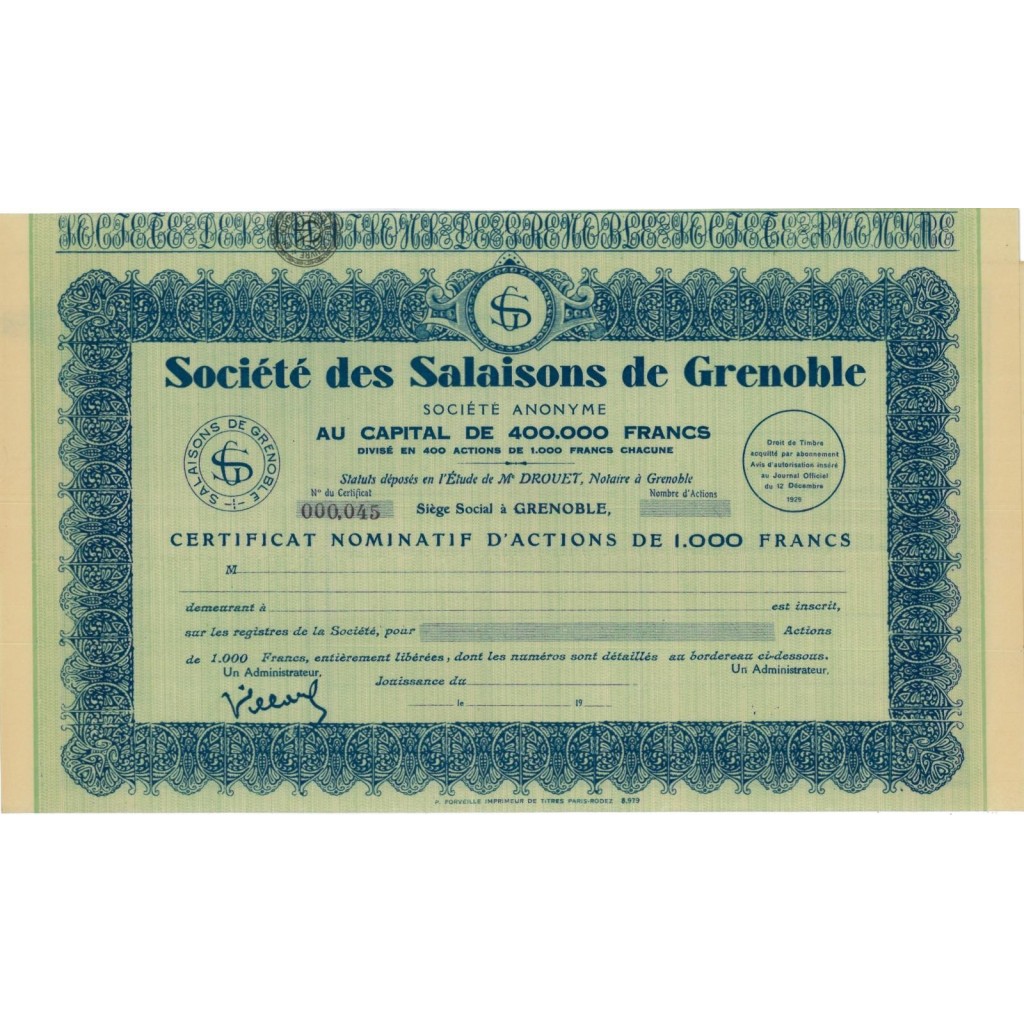 SOCIÉTÉ DES
TIONS DE GRENOBLE SOCIÉTÉ ANONYME
SG
Société des Salaisons de Grenoble
SOCIÉTÉ ANONYME
AU CAPITAL DE 400.000 FRANCS
DIVISÉ EN 400 ACTIONS DE 1.000 FRANCS CHACUNE
SALAISONS DE GRENOBLE
SG
Droit de Timbre
acquitté par abonnement
Avis d'autorisation inséré
au Journal Officiel
du 12 Décembre
1929
Statuts déposés en l'Étude de Me DROUET, Notaire à Grenoble
N° du Certificat
000,045
Siège Social à GRENOBLE,
Nombre d'Actions
CERTIFICAT NOMINATIF D'ACTIONS DE 1.000 FRANCS
M
demeurant à est inscrit,
sur les registres de la Société, pour Actions
de 1.000 Francs, entièrement libérées, dont les numéros sont détaillés au bordereau ci-dessous.
Un Administrateur, Un Administrateur,
Jouissance du
le 19
P. FORVEILLE IMPRIMEUR DE TITRES PARIS-RODEZ 8,979